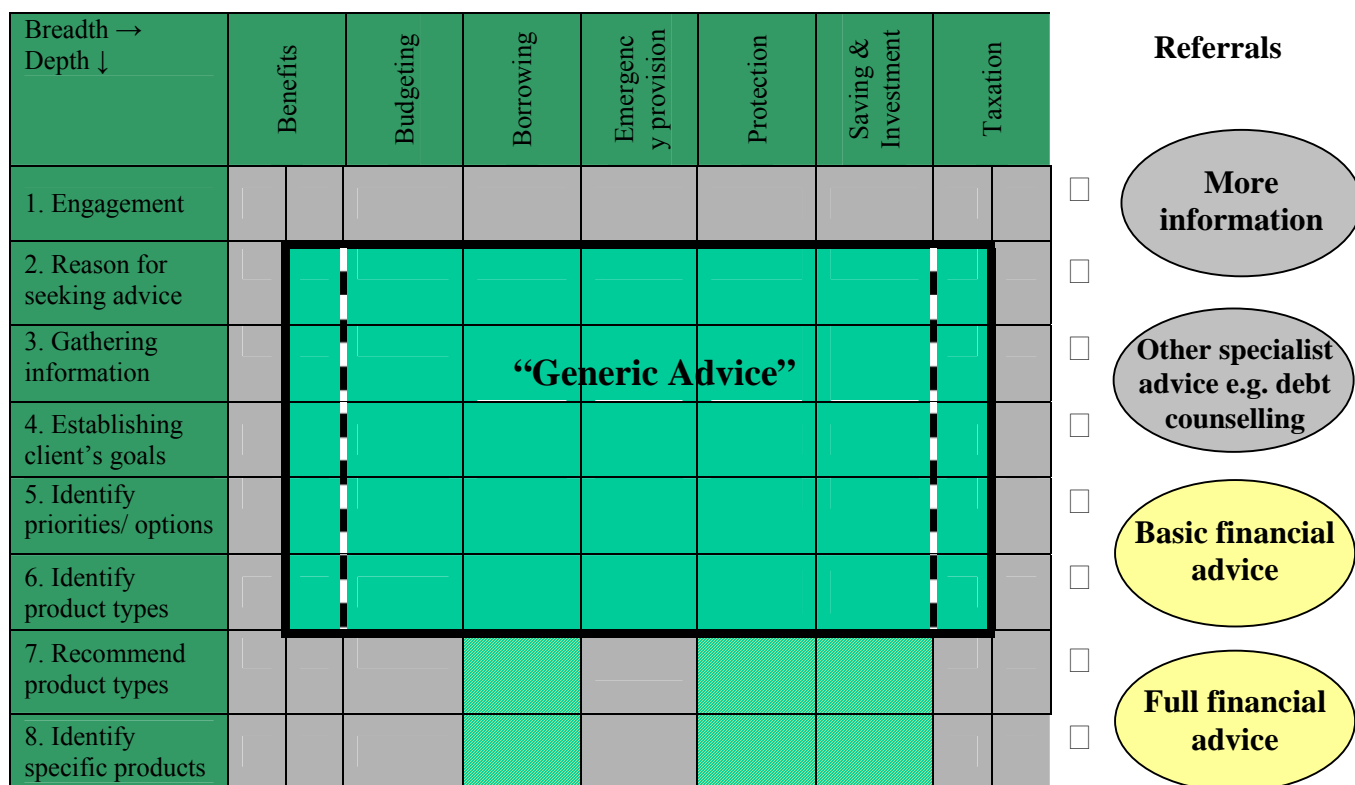 Breadth →
Depth ↓
Benefits
Budgeting
Borrowing
Emergenc
y provision
Protection
Saving &
Investment
Taxation
Referrals
1. Engagement
2. Reason for
seeking advice
3. Gathering
information
4. Establishing
client’s goals
5. Identify
priorities/ options
6. Identify
product types
7. Recommend
product types
8. Identify
specific products
“Generic Advice”
More
information
Other specialist
advice e.g. debt
counselling
Basic financial
advice
Full financial
advice